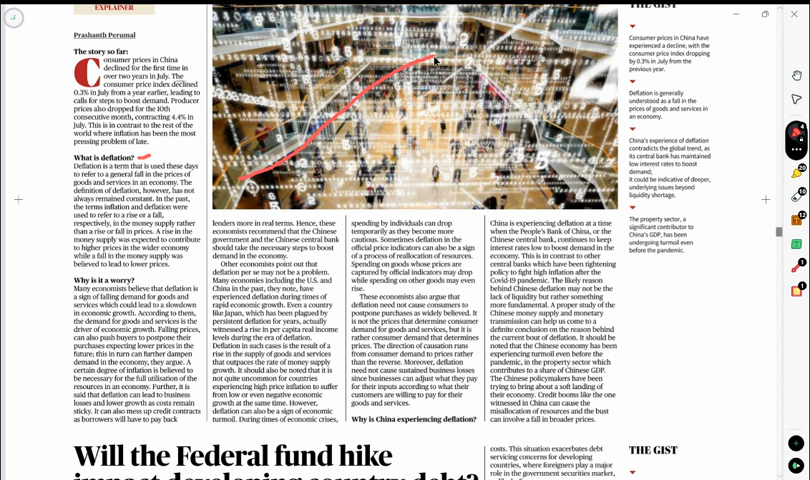 EXPLAINER
Prashanth Perumal
The story so far:
Consumer prices in China
declined for the first time in
over two years in July. The
consumer price index declined
0.3% in July from a year earlier, leading to
calls for steps to boost demand. Producer
prices also dropped for the 10th
consecutive month, contracting 4.4% in
July. This is in contrast to the rest of the
world where inflation has been the most
pressing problem of late.
What is deflation?
Deflation is a term that is used these days
to refer to a general fall in the prices of
goods and services in an economy. The
definition of deflation, however, has not
always remained constant. In the past,
the terms inflation and deflation were
used to refer to a rise or a fall,
respectively, in the money supply rather
than a rise or fall in prices. A rise in the
money supply was expected to contribute
to higher prices in the wider economy
while a fall in the money supply was
believed to lead to lower prices.
Why is it a worry?
Many economists believe that deflation is
a sign of falling demand for goods and
services which could lead to a slowdown
in economic growth. According to them,
the demand for goods and services is the
driver of economic growth. Falling prices,
can also push buyers to postpone their
purchases expecting lower prices in the
future; this in turn can further dampen
demand in the economy, they argue. A
certain degree of inflation is believed to
be necessary for the full utilisation of the
resources in an economy. Further, it is
said that deflation can lead to business
losses and lower growth as costs remain
sticky. It can also mess up credit contracts
as borrowers will have to pay back
lenders more in real terms. Hence, these
economists recommend that the Chinese
government and the Chinese central bank
should take the necessary steps to boost
demand in the economy.
Other economists point out that
deflation per se may not be a problem.
Many economies including the U.S. and
China in the past, they note, have
experienced deflation during times of
rapid economic growth. Even a country
like Japan, which has been plagued by
persistent deflation for years, actually
witnessed a rise in per capita real income
levels during the era of deflation.
Deflation in such cases is the result of a
rise in the supply of goods and services
that outpaces the rate of money supply
growth. It should also be noted that it is
not quite uncommon for countries
experiencing high price inflation to suffer
from low or even negative economic
growth at the same time. However,
deflation can also be a sign of economic
turmoil. During times of economic crises,
spending by individuals can drop
temporarily as they become more
cautious. Sometimes deflation in the
official price indicators can also be a sign
of a process of reallocation of resources.
Spending on goods whose prices are
captured by official indicators may drop
while spending on other goods may even
rise.
These economists also argue that
deflation need not cause consumers to
postpone purchases as widely believed. It
is not the prices that determine consumer
demand for goods and services, but it is
rather consumer demand that determines prices.
The direction of causation runs
from consumer demand to prices rather
than the reverse. Moreover, deflation
need not cause sustained business losses
since businesses can adjust what they pay
for their inputs according to what their
customers are willing to pay for their
goods and services.
Why is China experiencing deflation?
China is experiencing deflation at a time
when the People's Bank of China, or the
Chinese central bank, continues to keep
interest rates low to boost demand in the
economy. This is in contrast to other
central banks which have been tightening
policy to fight high inflation after the
Covid-19 pandemic. The likely reason
behind Chinese deflation may not be the
lack of liquidity but rather something
more fundamental. A proper study of the
Chinese money supply and monetary
transmission can help us come to a
definite conclusion on the reason behind
the current bout of deflation. It should be
noted that the Chinese economy has been
experiencing turmoil even before the
pandemic, in the property sector which
contributes to a share of Chinese GDP.
The Chinese policymakers have been
trying to bring about a soft landing of
their economy. Credit booms like the one
witnessed in China can cause the
misallocation of resources and the bust
can involve a fall in broader prices.
THE GIST
Consumer prices in China
have experienced a decline, with the
consumer price index dropping
by 0.3% in July from the
previous year.
Deflation is generally
understood as a fall in the
prices of goods and services in
an economy.
China's experience of deflation
contradicts the global trend, as
its central bank has maintained
low interest rates to boost
demand;
it could be indicative of deeper,
underlying issues beyond
liquidity shortage.
The property sector, a
significant contributor to
China's GDP, has been
undergoing turmoil even
before the pandemic.
Will the Federal fund hike
impact developing country debt?
costs. This situation exacerbates debt
servicing concerns for developing
countries, where foreigners play a major
role in the government securities market,
THE GIST